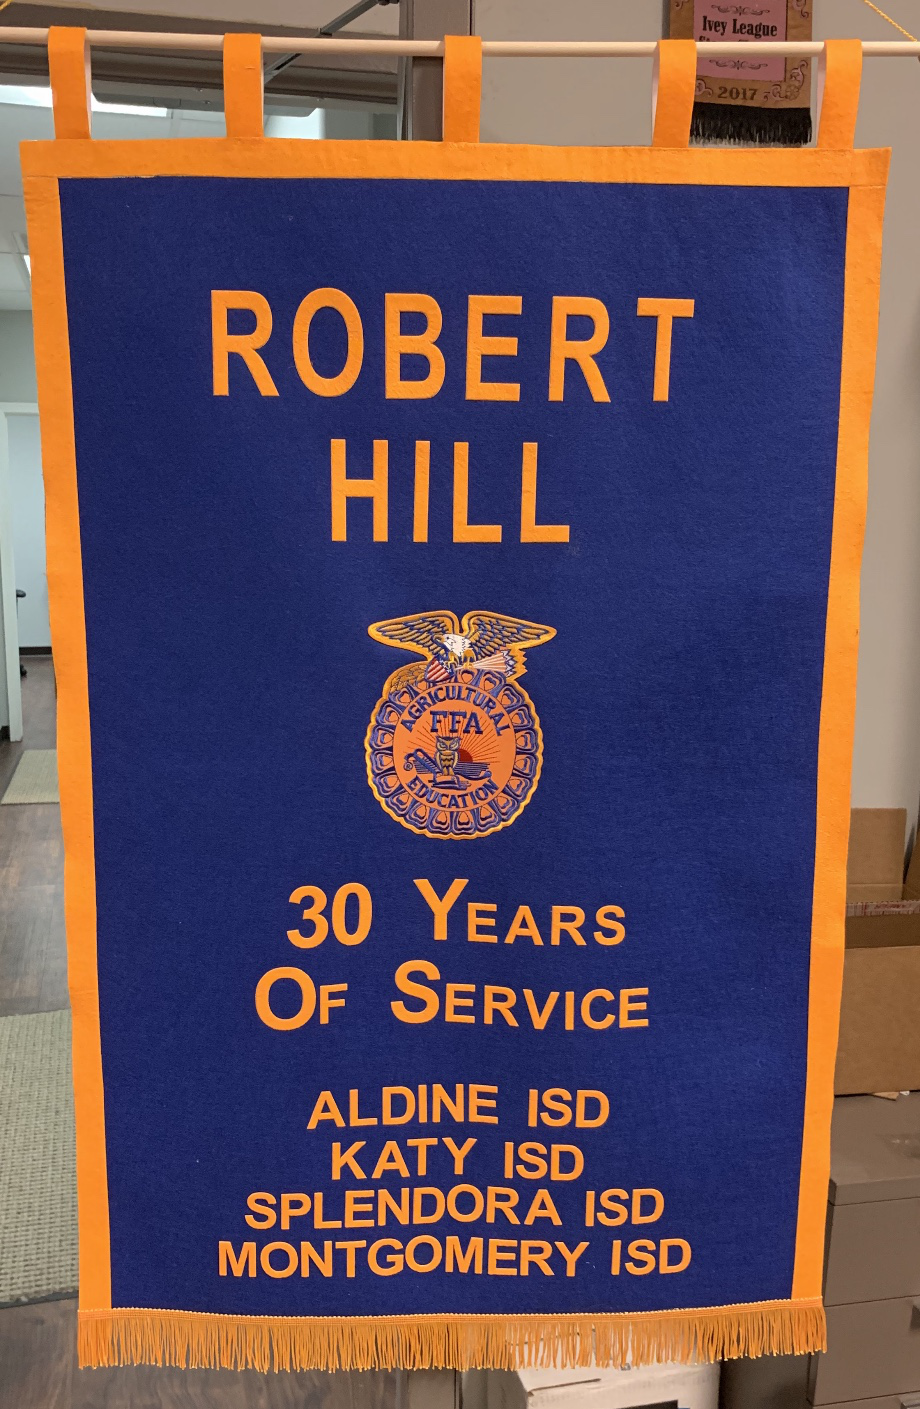 Ivey League
2017
ROBERT
HILL
AGRICULTURAL
FFA
EDUCATION
30 YEARS
OF SERVICE
ALDINE ISD
KATY ISD
SPLENDORA ISD
MONTGOMERY ISD